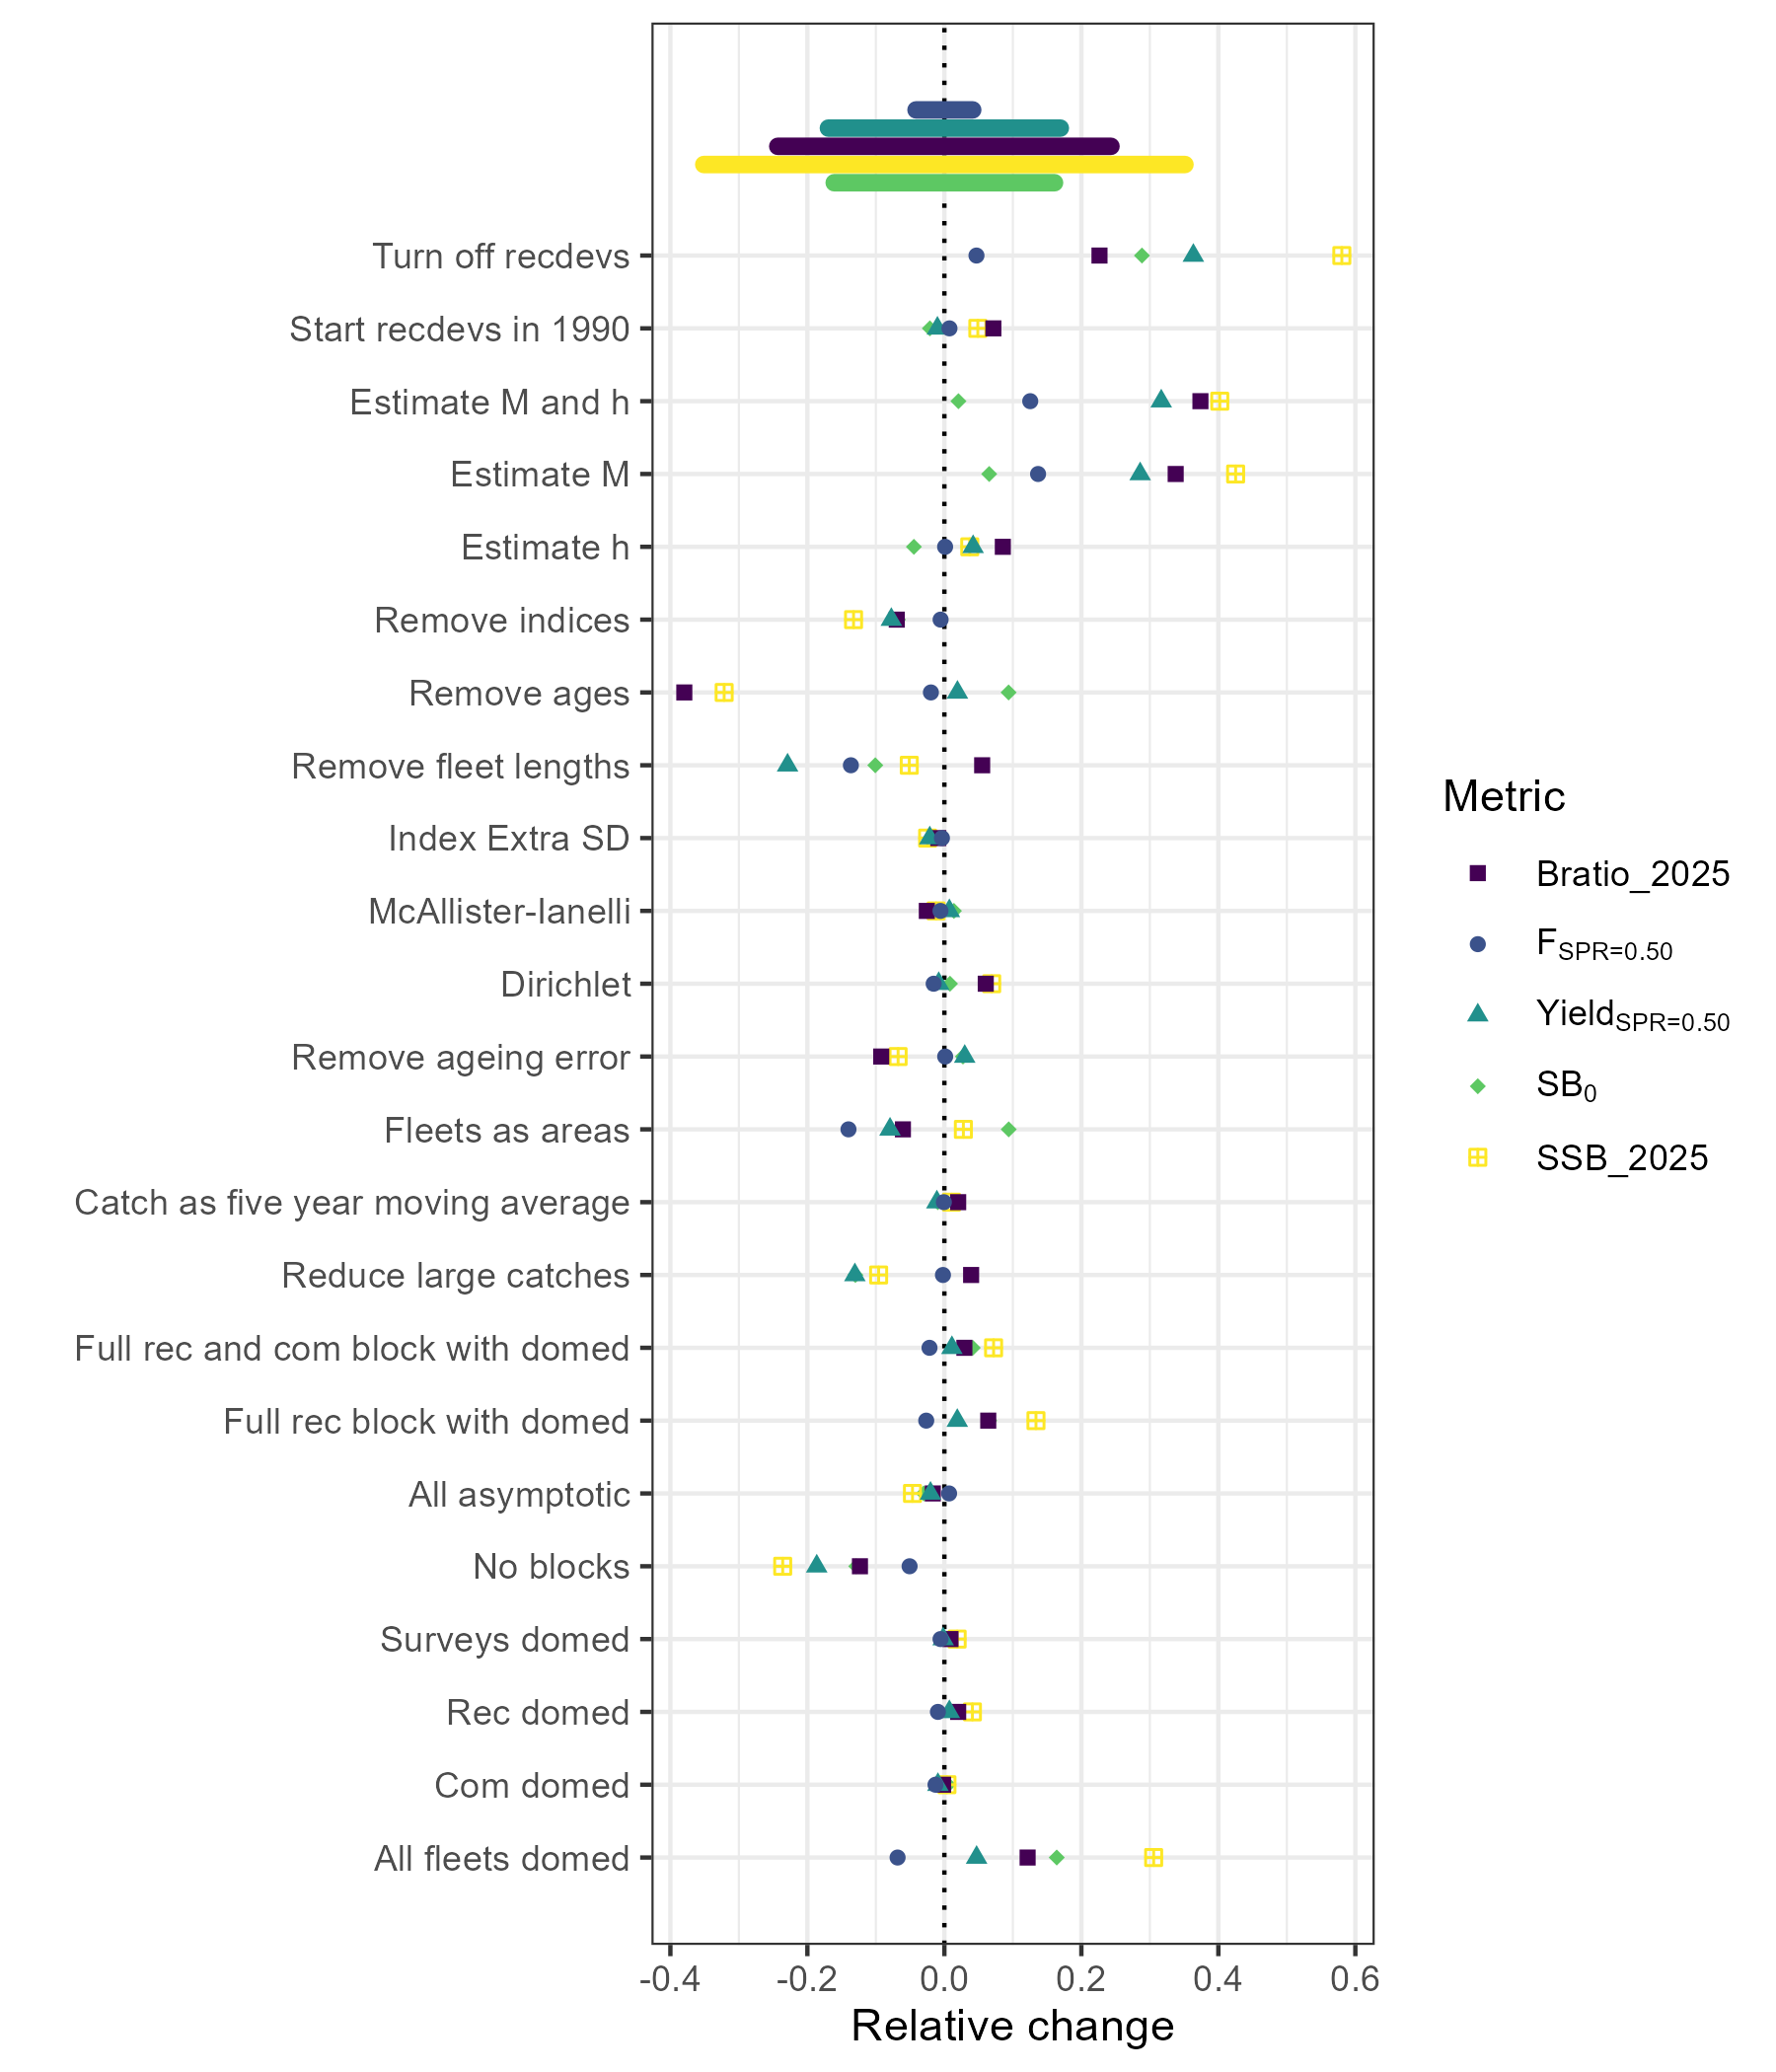 Turn off recdevs
Start recdevs in 1990
Estimate M and h
Estimate M
Estimate h
Remove indices
Remove ages
Remove fleet lengths
Index Extra SD
McAllister-Ianelli
Dirichlet
Remove ageing error
Fleets as areas
Catch as five year moving average
Reduce large catches
Full rec and com block with domed
Full rec block with domed
All asymptotic
No blocks
Surveys domed
Rec domed
Com domed
All fleets domed
-0.4 -0.2 0.0 0.2 0.4 0.6
Relative change
Metric
Bratio_2025
FSPR=0.50
YieldSPR=0.50
SB0
SSB_2025